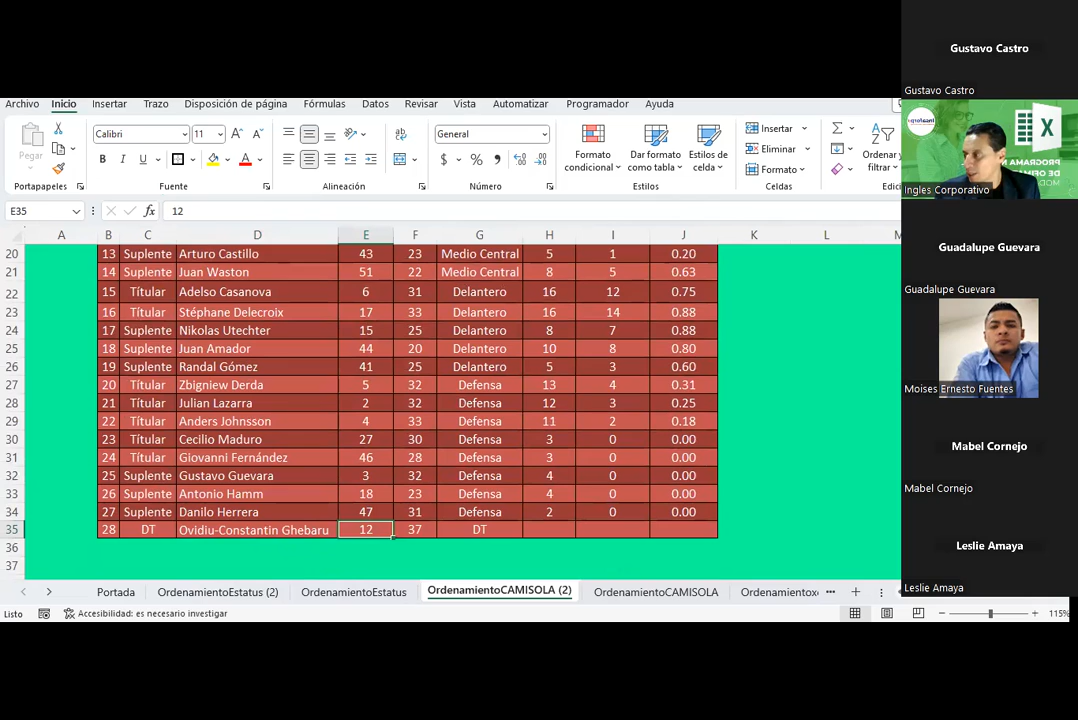 Archivo Inicio Insertar Trazo Disposición de página Fórmulas Datos Revisar Vista Automatizar Programador Ayuda
Pegar
Calibri 11
General
Formato condicional
Dar formato como tabla
Estilos de celda
Insertar
Eliminar
Formato
Ordenar y filtrar
Portapapeles Fuente Alineación Número Estilos Celdas Edici
E35 fx 12
A B C D E F G H I J K L M
20 13 Suplente Arturo Castillo 43 23 Medio Central 5 1 0.20
21 14 Suplente Juan Waston 51 22 Medio Central 8 5 0.63
22 15 Títular Adelso Casanova 6 31 Delantero 16 12 0.75
23 16 Títular Stéphane Delecroix 17 33 Delantero 16 14 0.88
24 17 Suplente Nikolas Utechter 15 25 Delantero 8 7 0.88
25 18 Suplente Juan Amador 44 20 Delantero 10 8 0.80
26 19 Suplente Randal Gómez 41 25 Delantero 5 3 0.60
27 20 Títular Zbigniew Derda 5 32 Defensa 13 4 0.31
28 21 Títular Julian Lazarra 2 32 Defensa 12 3 0.25
29 22 Títular Anders Johnsson 4 33 Defensa 11 2 0.18
30 23 Títular Cecilio Maduro 27 30 Defensa 3 0 0.00
31 24 Títular Giovanni Fernández 46 28 Defensa 3 0 0.00
32 25 Suplente Gustavo Guevara 3 32 Defensa 4 0 0.00
33 26 Suplente Antonio Hamm 18 23 Defensa 4 0 0.00
34 27 Suplente Danilo Herrera 47 31 Defensa 2 0 0.00
35 28 DT Ovidiu-Constantin Ghebaru 12 37 DT
36
37
Portada OrdenamientoEstatus (2) OrdenamientoEstatus OrdenamientoCAMISOLA (2) OrdenamientoCAMISOLA Ordenamientox
Listo Accesibilidad: es necesario investigar 115%
Gustavo Castro
Gustavo Castro
Ingles Corporativo
Guadalupe Guevara
Guadalupe Guevara
Moises Ernesto Fuentes
Mabel Cornejo
Mabel Cornejo
Leslie Amaya
Leslie Amaya